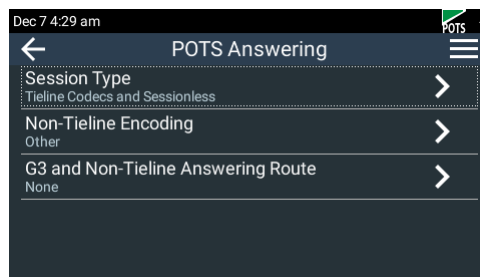 Dec 7 4:29 am
POTS
POTS Answering
Session Type
Tieline Codecs and Sessionless
Non-Tieline Encoding
Other
G3 and Non-Tieline Answering Route
None